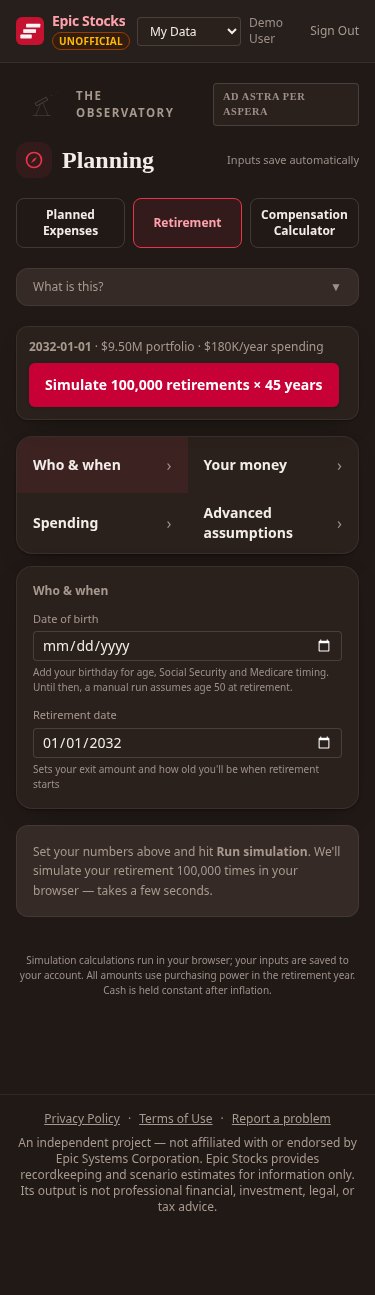 Epic Stocks
UNOFFICIAL
My Data
Demo
User
Sign Out
THE
OBSERVATORY
AD ASTRA PER
ASPERA
Planning
Inputs save automatically
Planned
Expenses
Retirement
Compensation
Calculator
What is this?
2032-01-01 · $9.50M portfolio · $180K/year spending
Simulate 100,000 retirements × 45 years
Who & when
Your money
Spending
Advanced
assumptions
Who & when
Date of birth
mm/dd/yyyy
Add your birthday for age, Social Security and Medicare timing.
Until then, a manual run assumes age 50 at retirement.
Retirement date
01/01/2032
Sets your exit amount and how old you'll be when retirement
starts
Set your numbers above and hit Run simulation. We'll
simulate your retirement 100,000 times in your
browser — takes a few seconds.
Simulation calculations run in your browser; your inputs are saved to
your account. All amounts use purchasing power in the retirement year.
Cash is held constant after inflation.
Privacy Policy · Terms of Use · Report a problem
An independent project — not affiliated with or endorsed by
Epic Systems Corporation. Epic Stocks provides
recordkeeping and scenario estimates for information only.
Its output is not professional financial, investment, legal, or
tax advice.